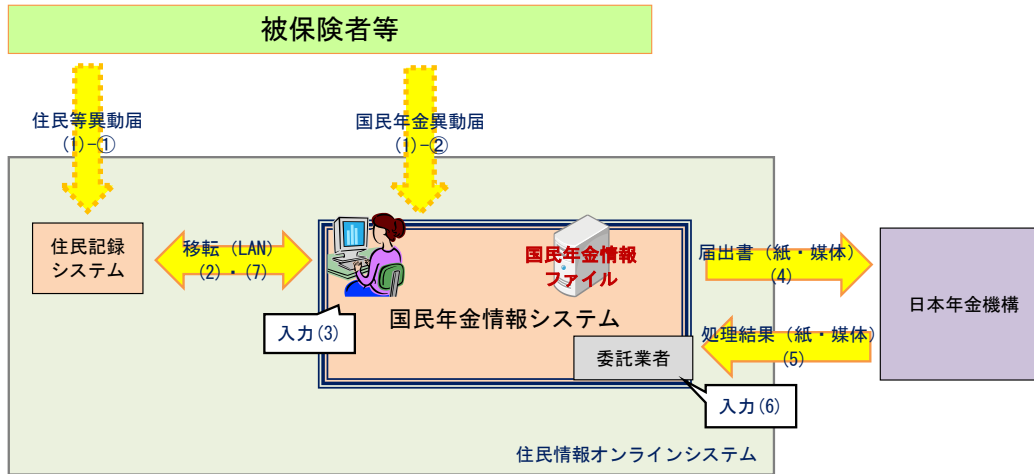 被保険者等
住民等異動届
(1)-①
国民年金異動届
(1)-②
住民記録
システム
移転（LAN）
(2)・(7)
国民年金情報
ファイル
届出書（紙・媒体）
(4)
日本年金機構
入力(3)
国民年金情報システム
処理結果（紙・媒体）
(5)
委託業者
入力(6)
住民情報オンラインシステム